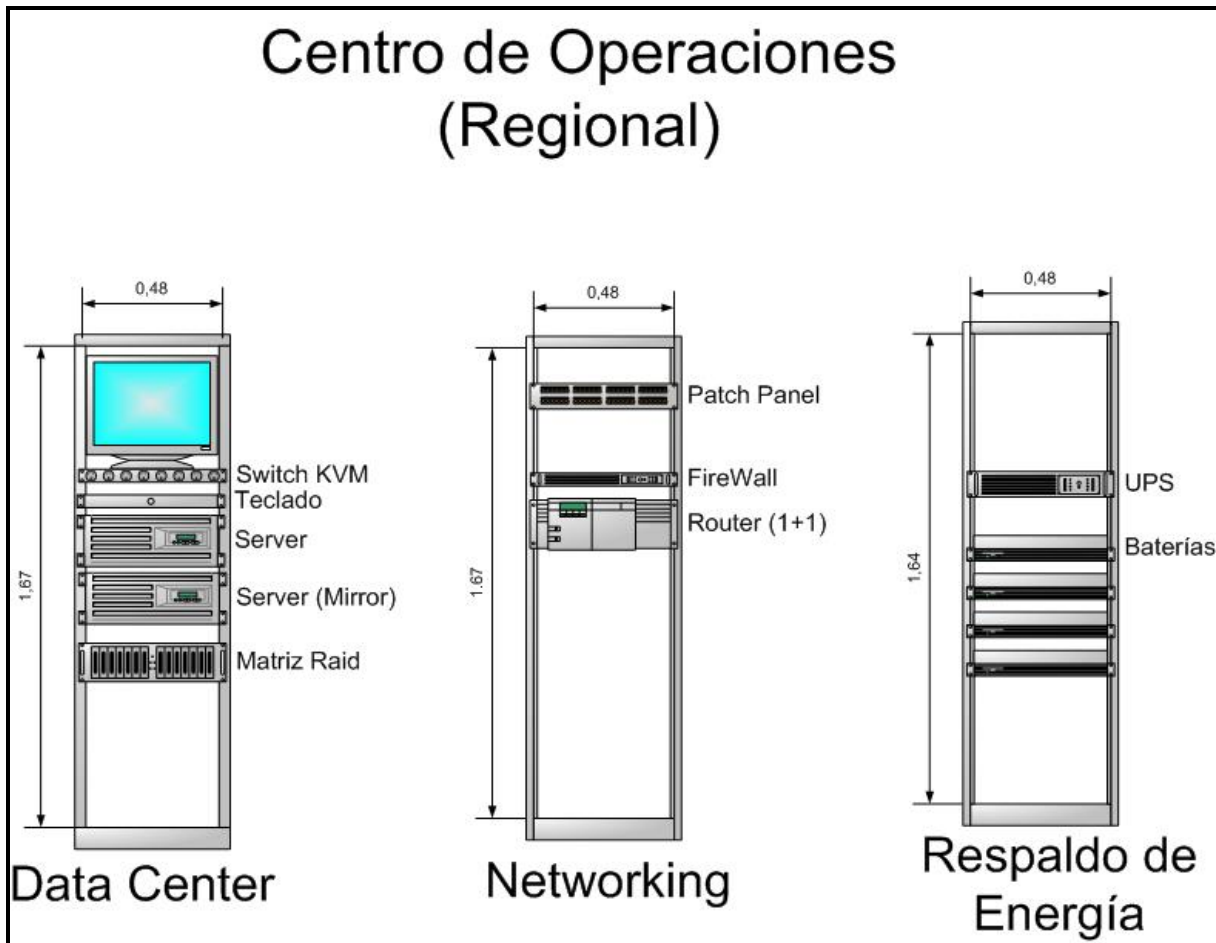 Centro de Operaciones
(Regional)
0,48
1,67
Switch KVM
Teclado
Server
Server (Mirror)
Matriz Raid
Data Center
0,48
1.67
Patch Panel
FireWall
Router (1+1)
Networking
0,48
1,64
UPS
Baterías
Respaldo de
Energía